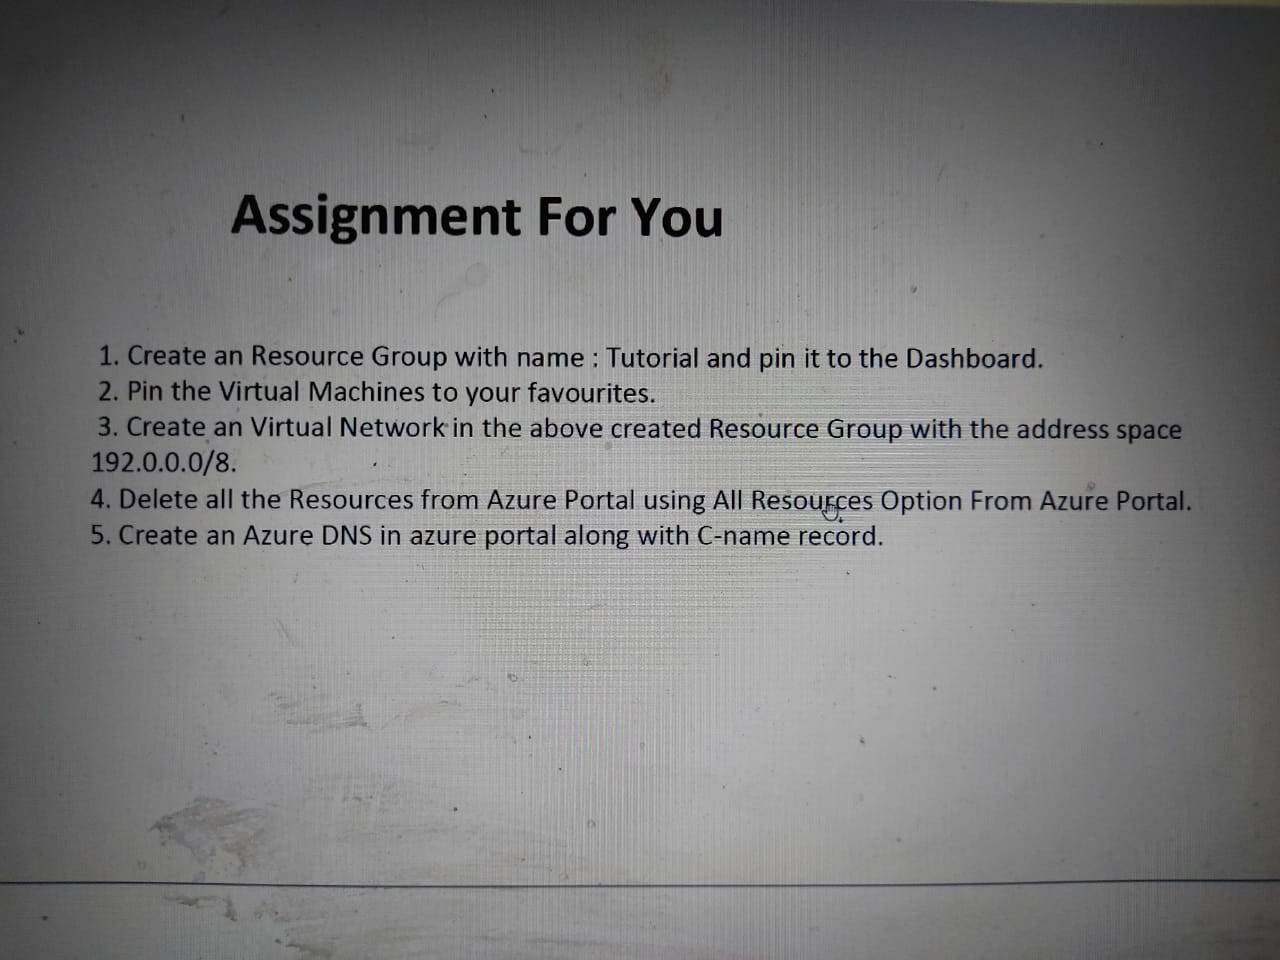 Assignment For You
1. Create an Resource Group with name : Tutorial and pin it to the Dashboard.
2. Pin the Virtual Machines to your favourites.
3. Create an Virtual Network in the above created Resource Group with the address space
192.0.0.0/8.
4. Delete all the Resources from Azure Portal using All Resources Option From Azure Portal.
5. Create an Azure DNS in azure portal along with C-name record.